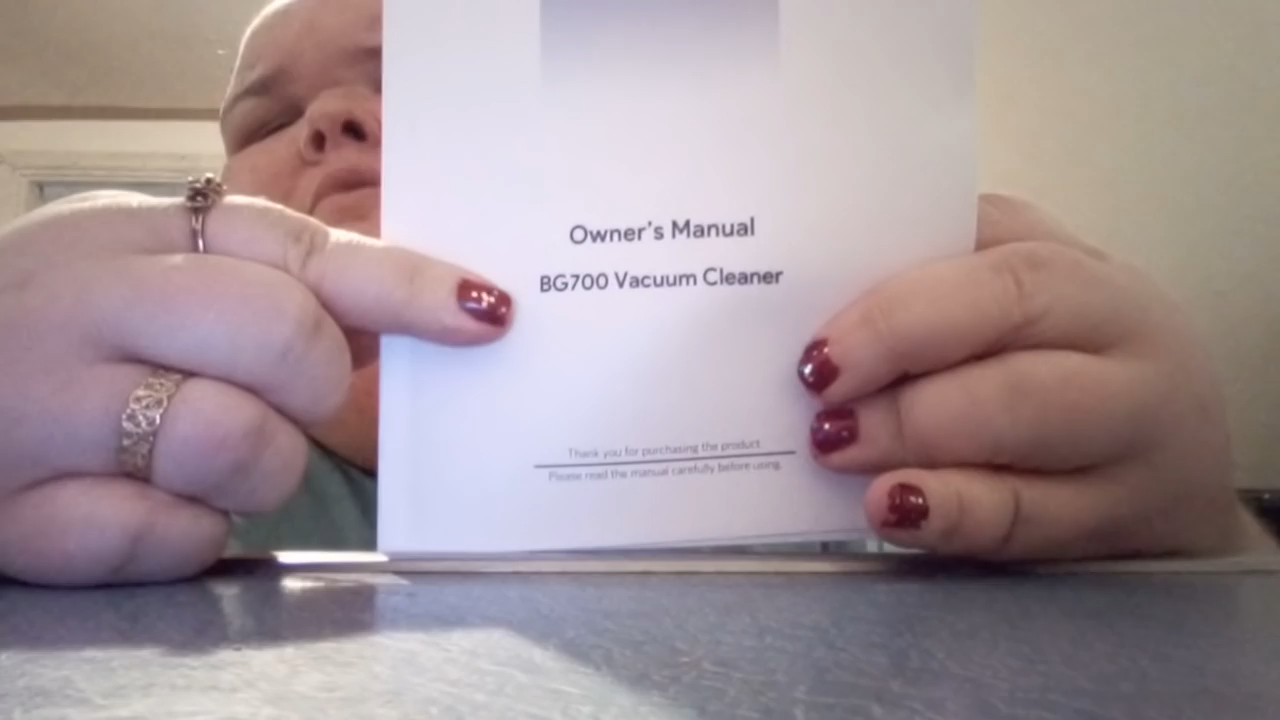 Owner's Manual
BG700 Vacuum Cleaner
Thank you for purchasing the product.
Please read the manual carefully before using.